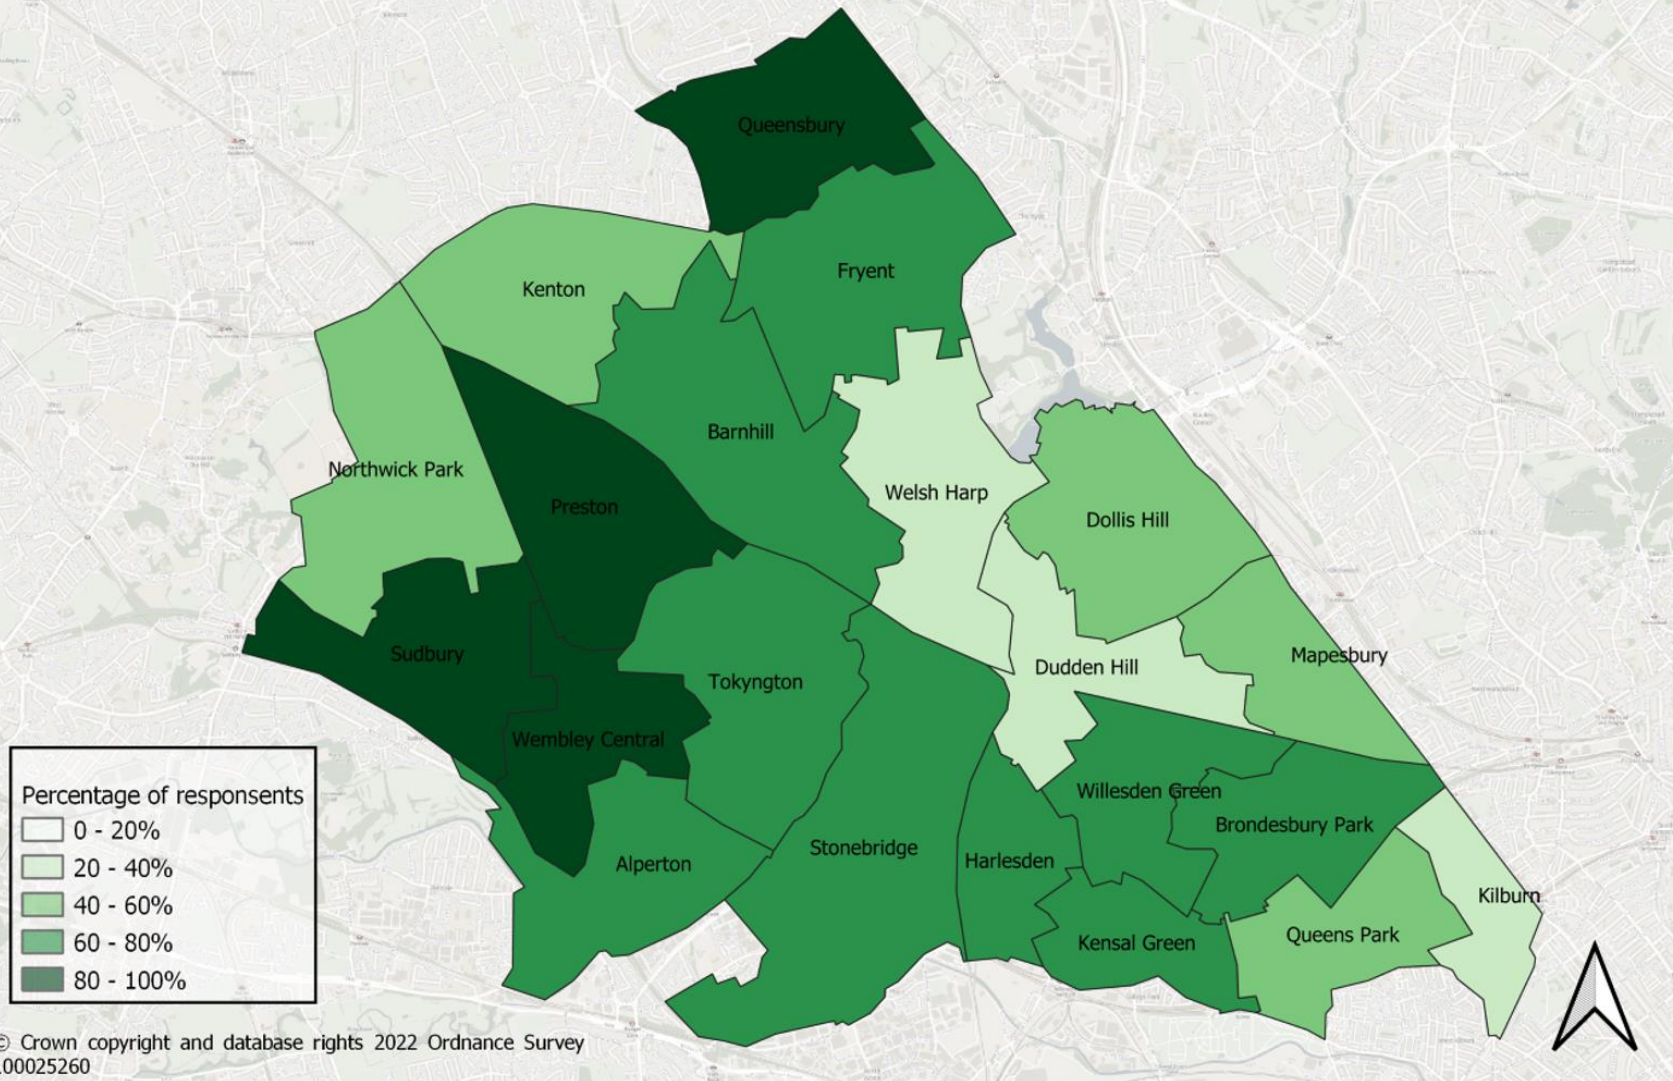 Queensbury
Fryent
Kenton
Barnhill
Northwick Park
Welsh Harp
Preston
Dollis Hill
Sudbury
Mapesbury
Dudden Hill
Tokyngton
Wembley Central
Willesden Green
Brondesbury Park
Stonebridge
Harlesden
Alperton
Kilburn
Queens Park
Kensal Green
Percentage of responsents
0 - 20%
20 - 40%
40 - 60%
60 - 80%
80 - 100%
© Crown copyright and database rights 2022 Ordnance Survey
.00025260